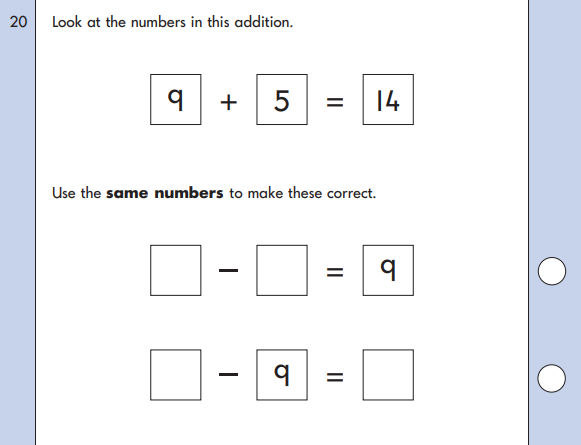 20 Look at the numbers in this addition.
9 + 5 = 14
Use the same numbers to make these correct.
− = 9
− 9 =